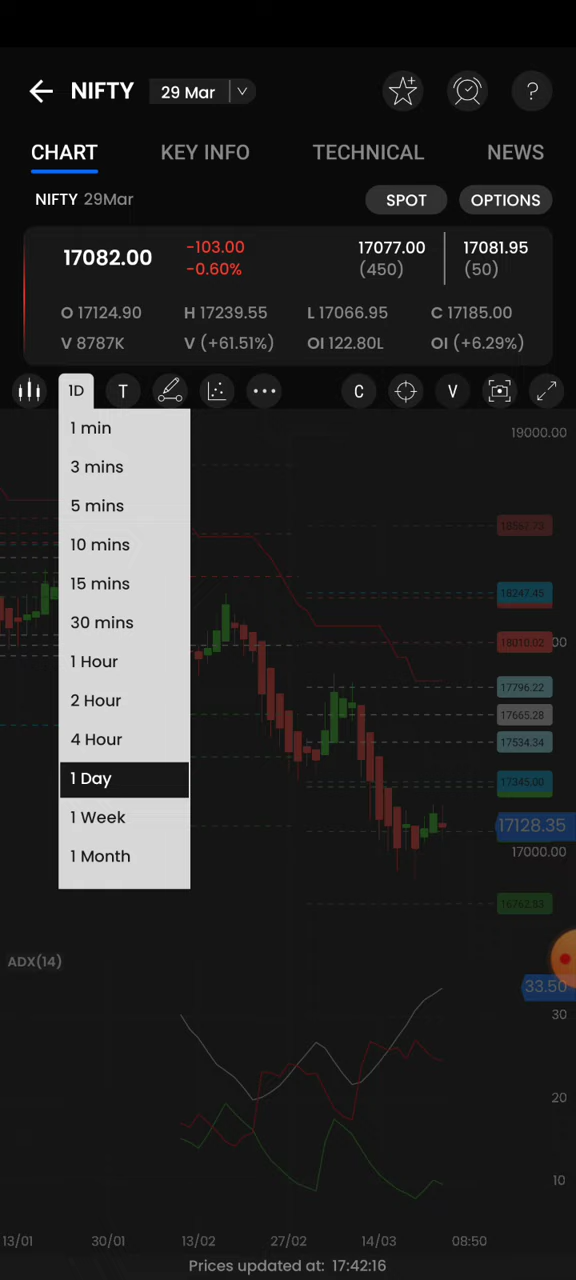 NIFTY 29 Mar
?
CHART KEY INFO TECHNICAL NEWS
NIFTY 29Mar SPOT OPTIONS
17082.00 -103.00 17077.00 17081.95
-0.60% (450) (50)
O 17124.90 H 17239.55 L 17066.95 C 17185.00
V 8787K V (+61.51%) OI 122.80L OI (+6.29%)
1D T C V
1 min
3 mins
5 mins
10 mins
15 mins
30 mins
1 Hour
2 Hour
4 Hour
1 Day
1 Week
1 Month
19000.00
18247.45
18010.02
17796.22
17665.28
17534.34
17345.00
17128.35
17000.00
16762.83
ADX(14)
33.50
30
20
10
13/01 30/01 13/02 27/02 14/03 08:50
Prices updated at: 17:42:16